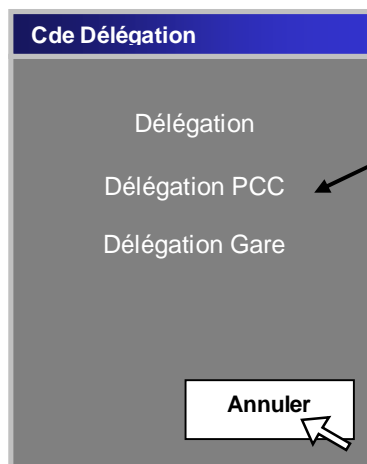 Cde Délégation
Délégation
Délégation PCC
Délégation Gare
Annuler